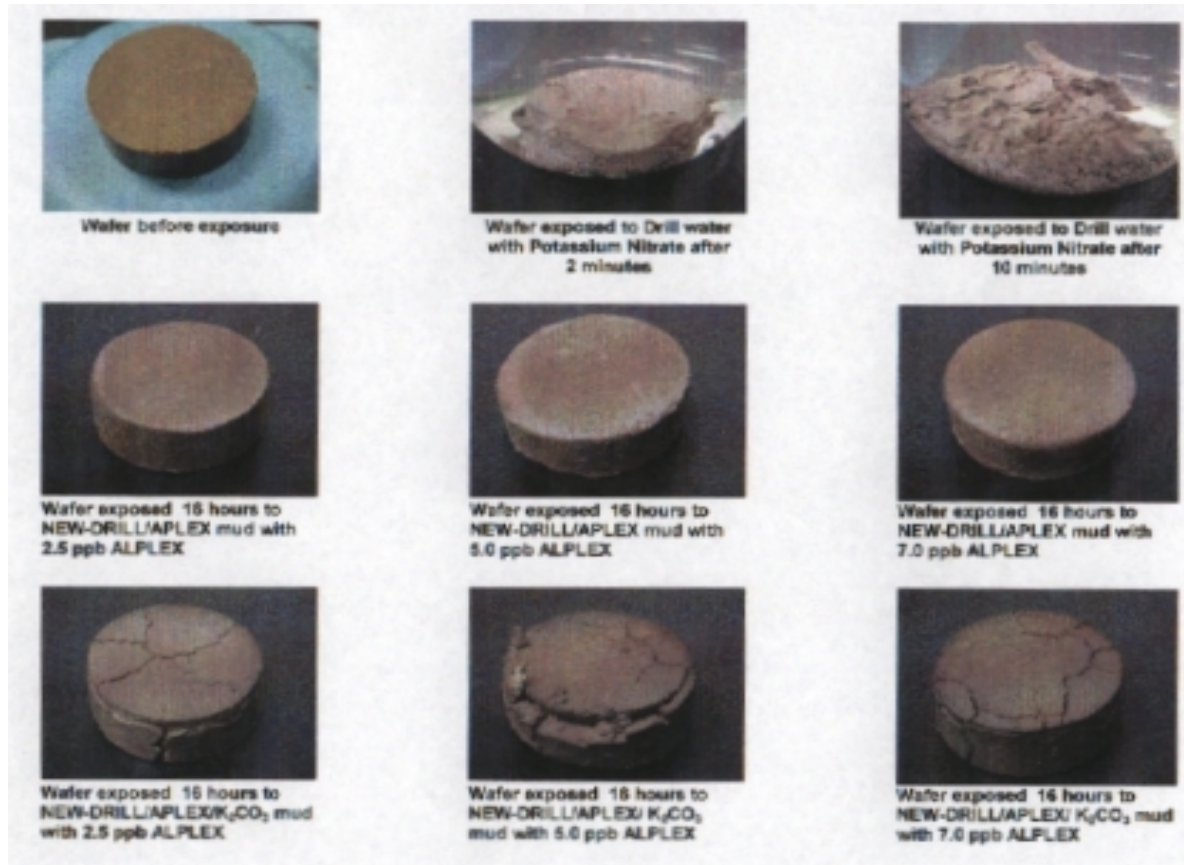 Wafer before exposure
Wafer exposed to Drill water
with Potassium Nitrate after
2 minutes
Wafer exposed to Drill water
with Potassium Nitrate after
10 minutes
Wafer exposed 16 hours to
NEW-DRILL/APLEX mud with
2.5 ppb ALPLEX
Wafer exposed 16 hours to
NEW-DRILL/APLEX mud with
5.0 ppb ALPLEX
Wafer exposed 16 hours to
NEW-DRILL/APLEX mud with
7.0 ppb ALPLEX
Wafer exposed 16 hours to
NEW-DRILL/APLEX/K₂CO₃ mud
with 2.5 ppb ALPLEX
Wafer exposed 16 hours to
NEW-DRILL/APLEX/ K₂CO₃
mud with 5.0 ppb ALPLEX
Wafer exposed 16 hours to
NEW-DRILL/APLEX/ K₂CO₃ mud
with 7.0 ppb ALPLEX